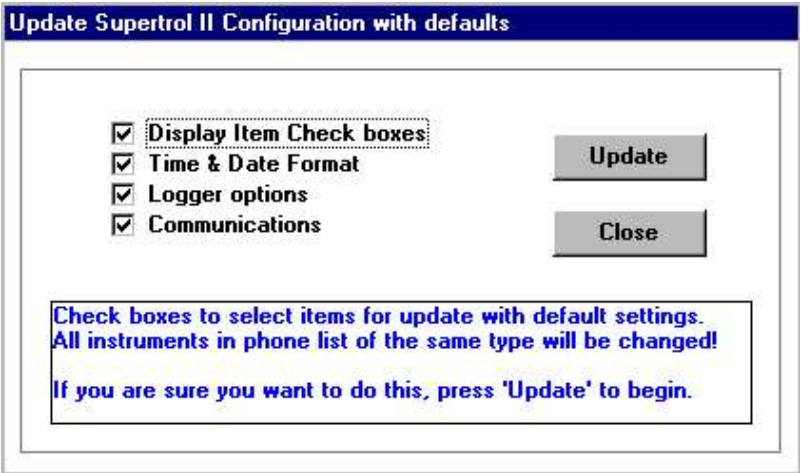 Update Supertrol II Configuration with defaults
Display Item Check boxes
Time & Date Format
Logger options
Communications
Update
Close
Check boxes to select items for update with default settings.
All instruments in phone list of the same type will be changed!
If you are sure you want to do this, press 'Update' to begin.